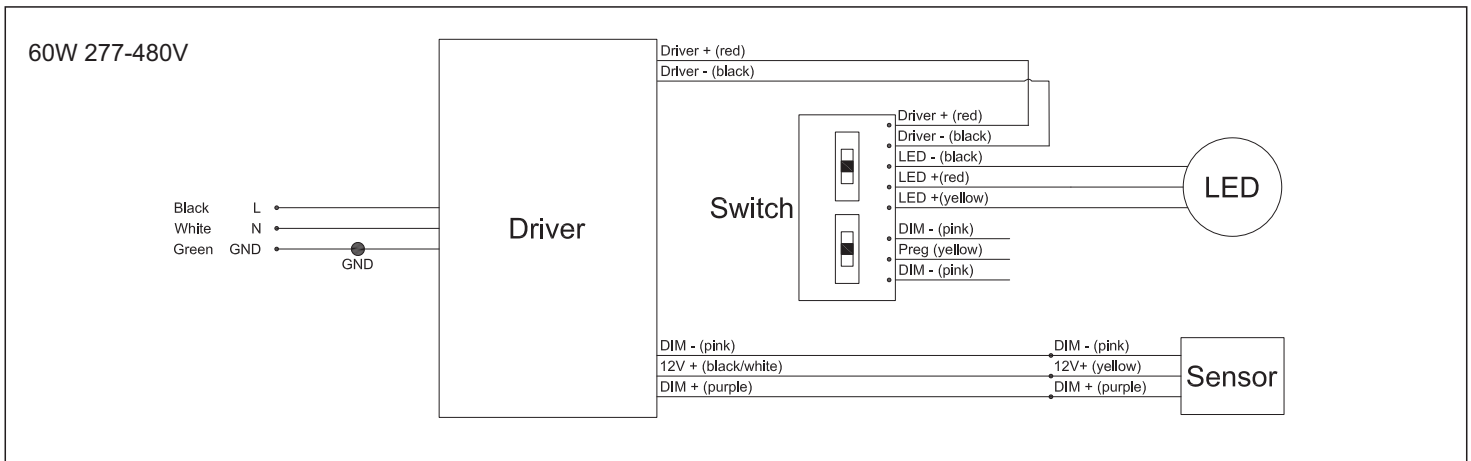 60W 277-480V
Driver + (red)
Driver - (black)
Driver + (red)
Driver - (black)
LED - (black)
LED +(red)
LED +(yellow)
LED
Switch
Black L
White N
Green GND
GND
Driver
DIM - (pink)
Preg (yellow)
DIM - (pink)
DIM - (pink) DIM - (pink)
12V + (black/white) 12V+ (yellow)
DIM + (purple) DIM + (purple)
Sensor